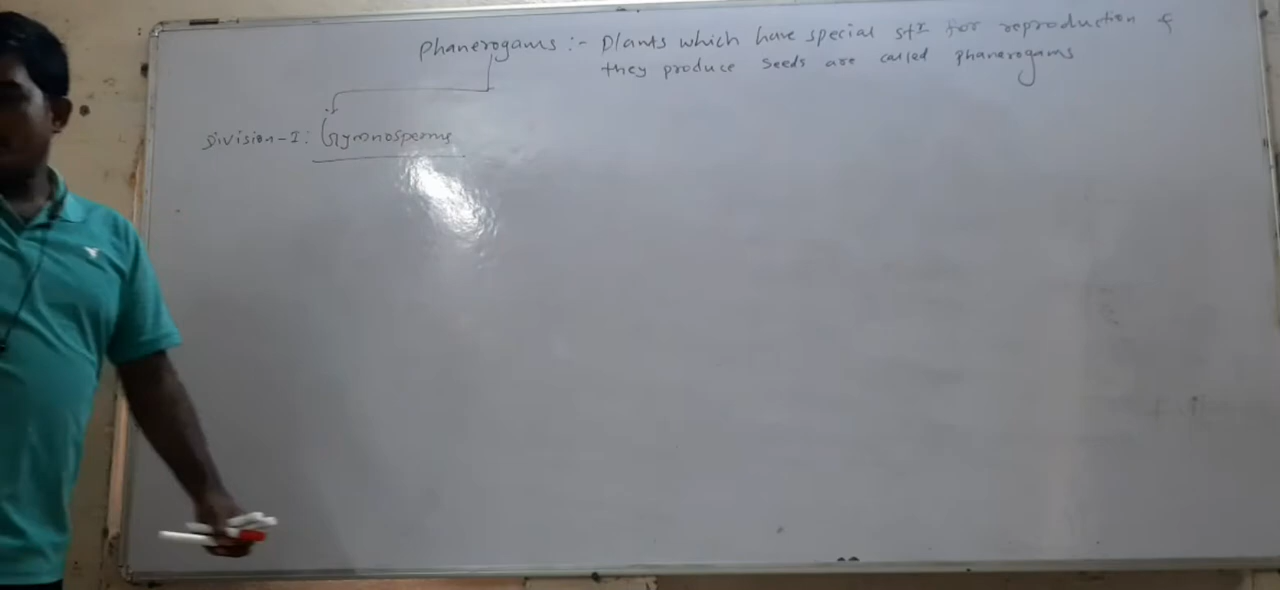 Phanerogams :- Plants which have special str for reproduction &
they produce seeds are called phanerogams
Division-I: Gymnosperms